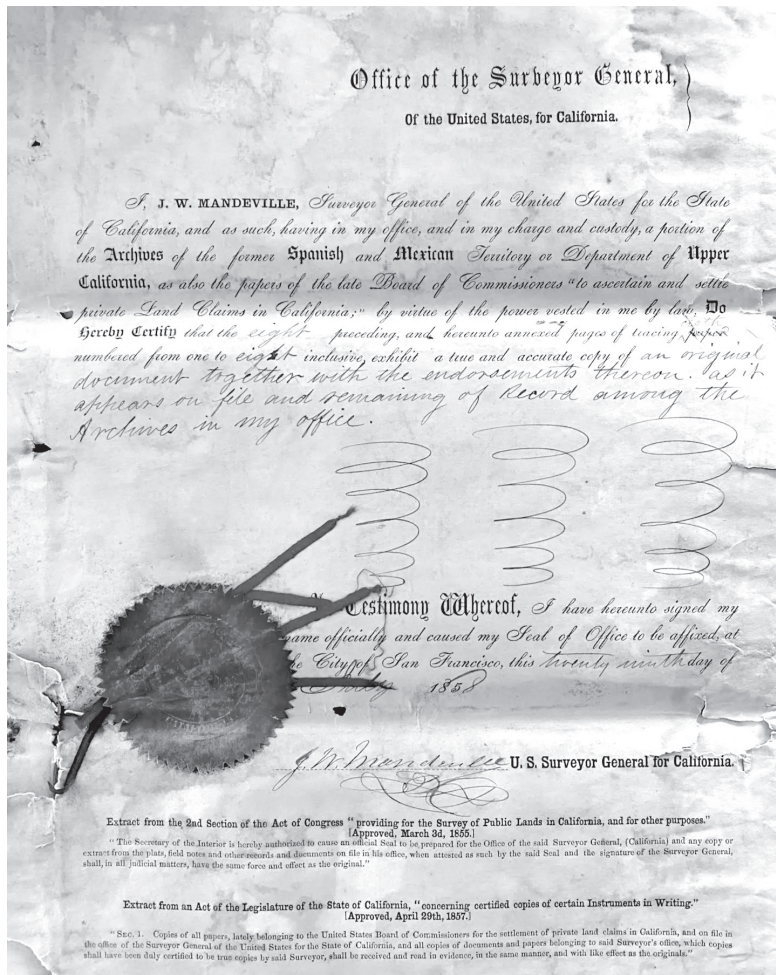 Office of the Surveyor General,
Of the United States, for California.
I, J. W. MANDEVILLE, Surveyor General of the United States for the State
of California, and as such, having in my office, and in my charge and custody, a portion of
the Archives of the former Spanish and Mexican Territory or Department of Upper
California, as also the papers of the late Board of Commissioners "to ascertain and settle
private Land Claims in California;" by virtue of the power vested in me by law, Do
Hereby Certify that the eight preceding, and hereunto annexed pages of tracing paper
numbered from one to eight inclusive, exhibit a true and accurate copy of an original
document together with the endorsements thereon. as it
appears on file and remaining of Record among the
Archives in my office.
Testimony Whereof, I have hereunto signed my
name officially and caused my Seal of Office to be affixed, at
the City of San Francisco, this twenty ninth day of
1858
J. W. Mandeville U. S. Surveyor General for California.
Extract from the 2nd Section of the Act of Congress "providing for the Survey of Public Lands in California, and for other purposes."
[Approved, March 3d, 1855.]
"The Secretary of the Interior is hereby authorized to cause an official Seal to be prepared for the Office of the said Surveyor General, (California) and any copy or
extract from the plats, field notes and other records and documents on file in his office, when attested as such by the said Seal and the signature of the Surveyor General,
shall, in all judicial matters, have the same force and effect as the original."
Extract from an Act of the Legislature of the State of California, "concerning certified copies of certain Instruments in Writing."
[Approved, April 29th, 1857.]
"SEC. 1. Copies of all papers, lately belonging to the United States Board of Commissioners for the settlement of private land claims in California, and on file in
the office of the Surveyor General of the United States for the State of California, and all copies of documents and papers belonging to said Surveyor's office, which copies
shall have been duly certified to be true copies by said Surveyor, shall be received and read in evidence, in the same manner, and with like effect as the originals."